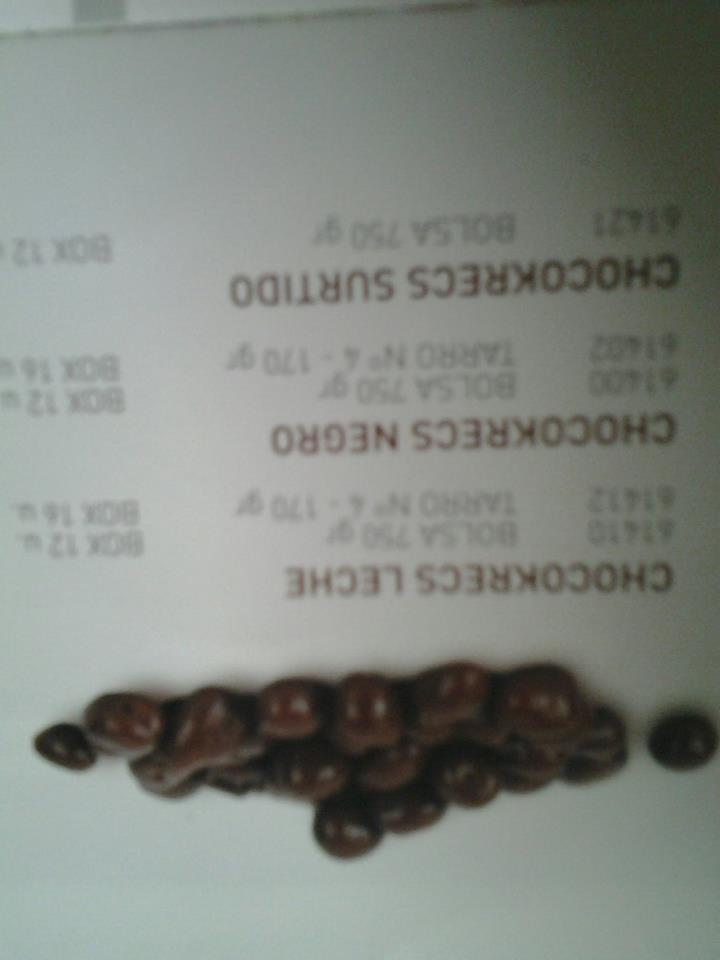 CHOCOKRECS LECHE
61410 BOLSA 750 gr BOX 12 u.
61412 TARRO Nº 4 - 170 gr BOX 16 u.
CHOCOKRECS NEGRO
61400 BOLSA 750 gr BOX 12 u
61402 TARRO Nº 4 - 170 gr BOX 16 u
CHOCOKRECS SURTIDO
61421 BOLSA 750 gr BOX 12 u